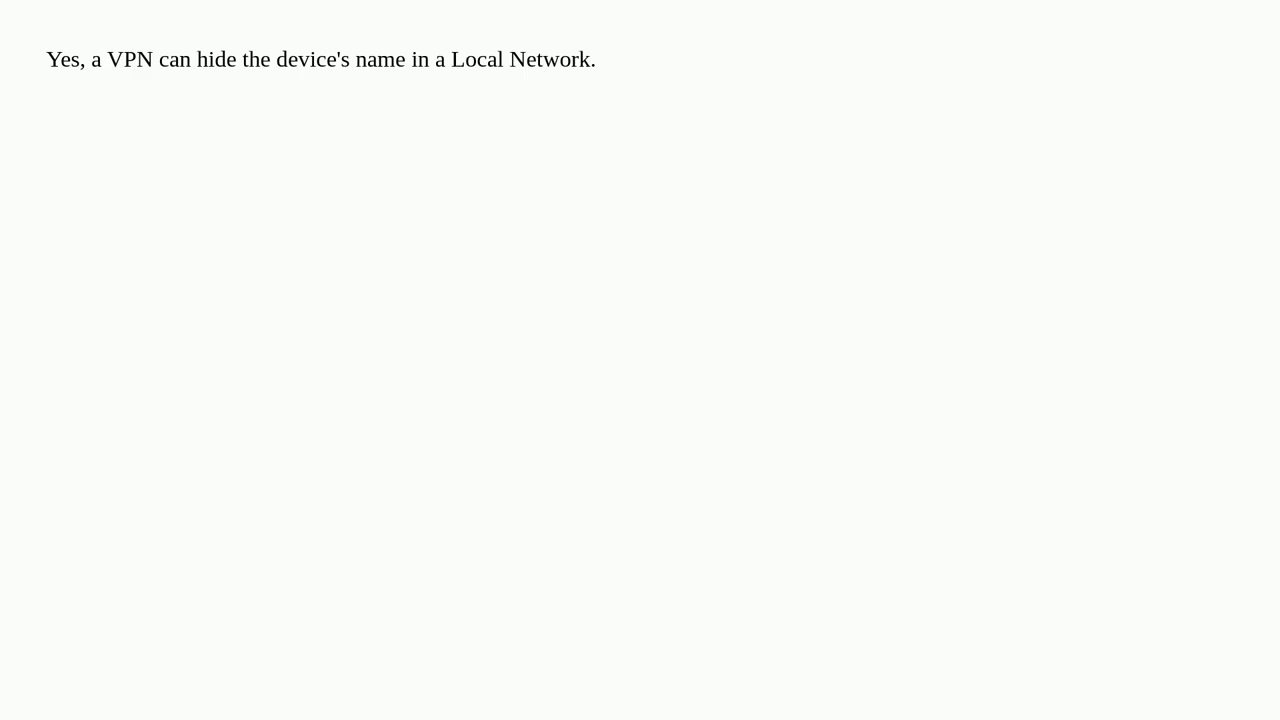 Yes, a VPN can hide the device's name in a Local Network.